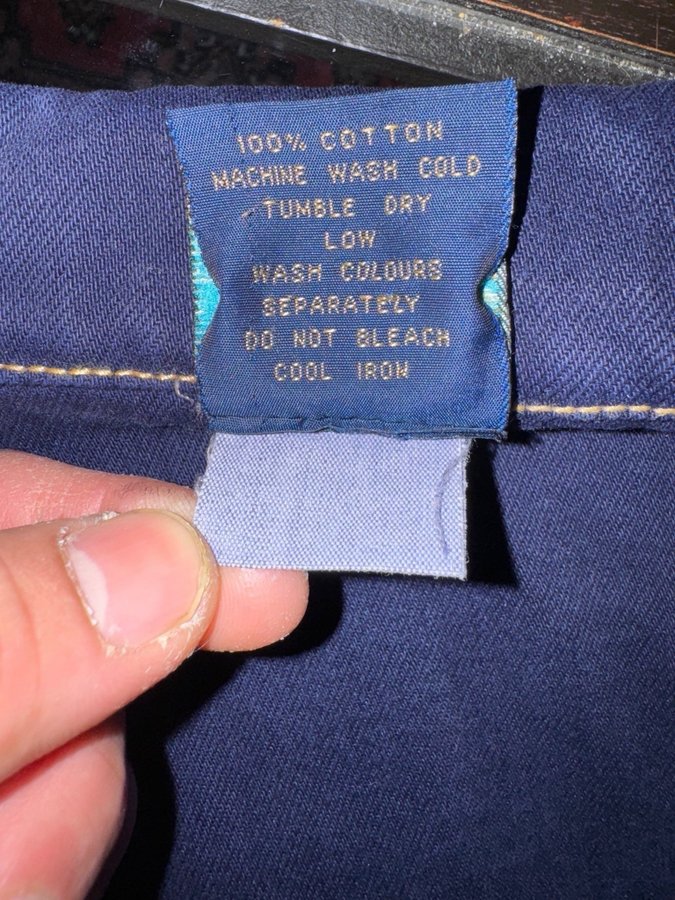 100% COTTON
MACHINE WASH COLD
TUMBLE DRY
LOW
WASH COLOURS
SEPARATELY
DO NOT BLEACH
COOL IRON